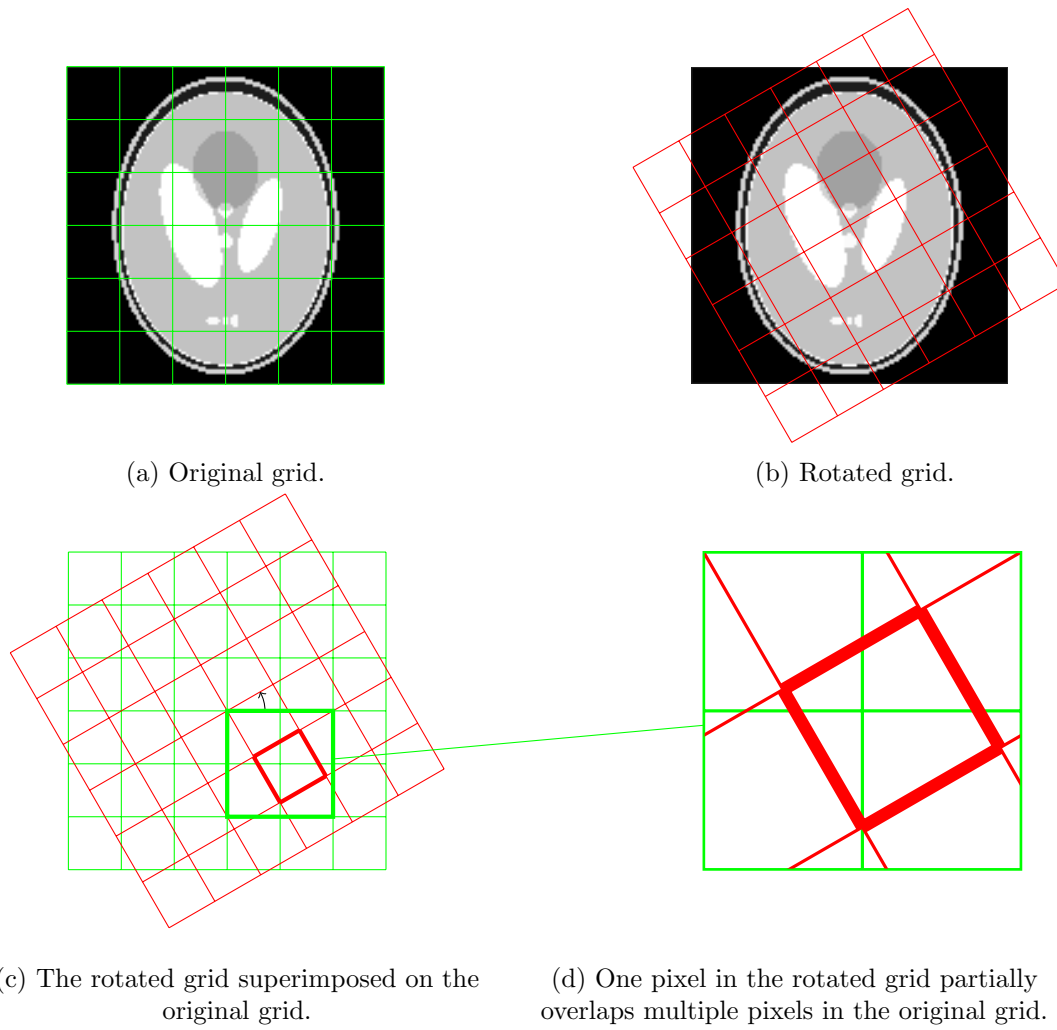 (a) Original grid.
(b) Rotated grid.
(c) The rotated grid superimposed on the
original grid.
(d) One pixel in the rotated grid partially
overlaps multiple pixels in the original grid.